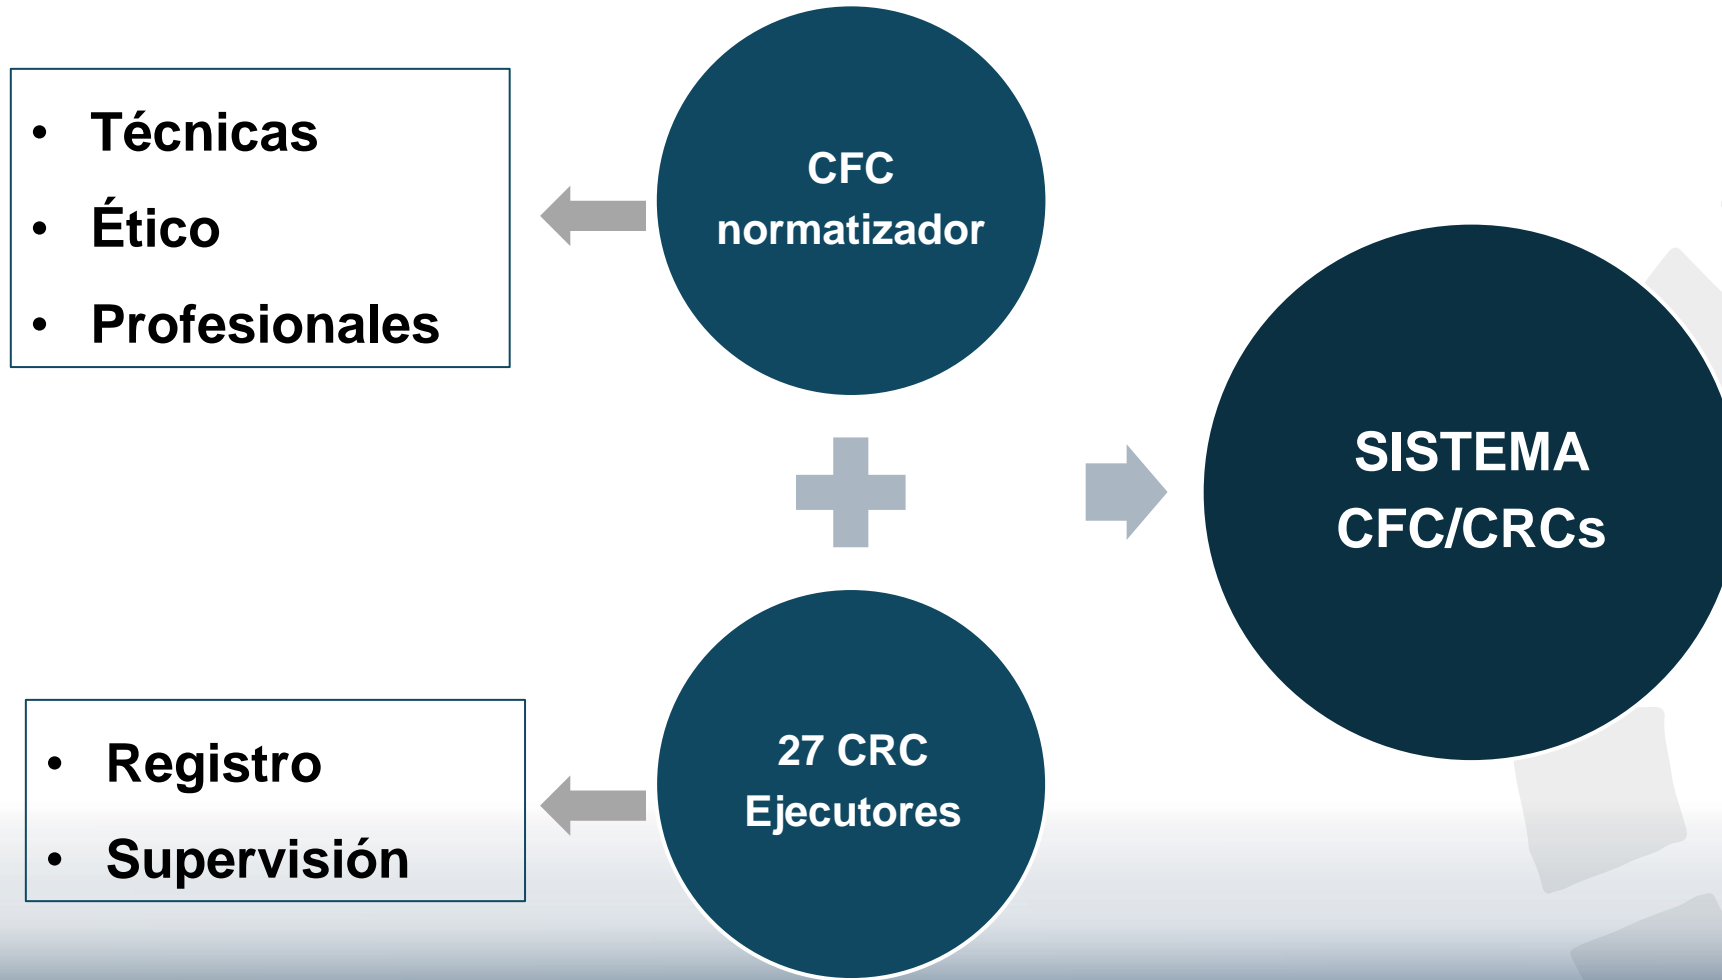 • Técnicas
• Ético
• Profesionales
CFC
normatizador
SISTEMA
CFC/CRCs
27 CRC
Ejecutores
• Registro
• Supervisión